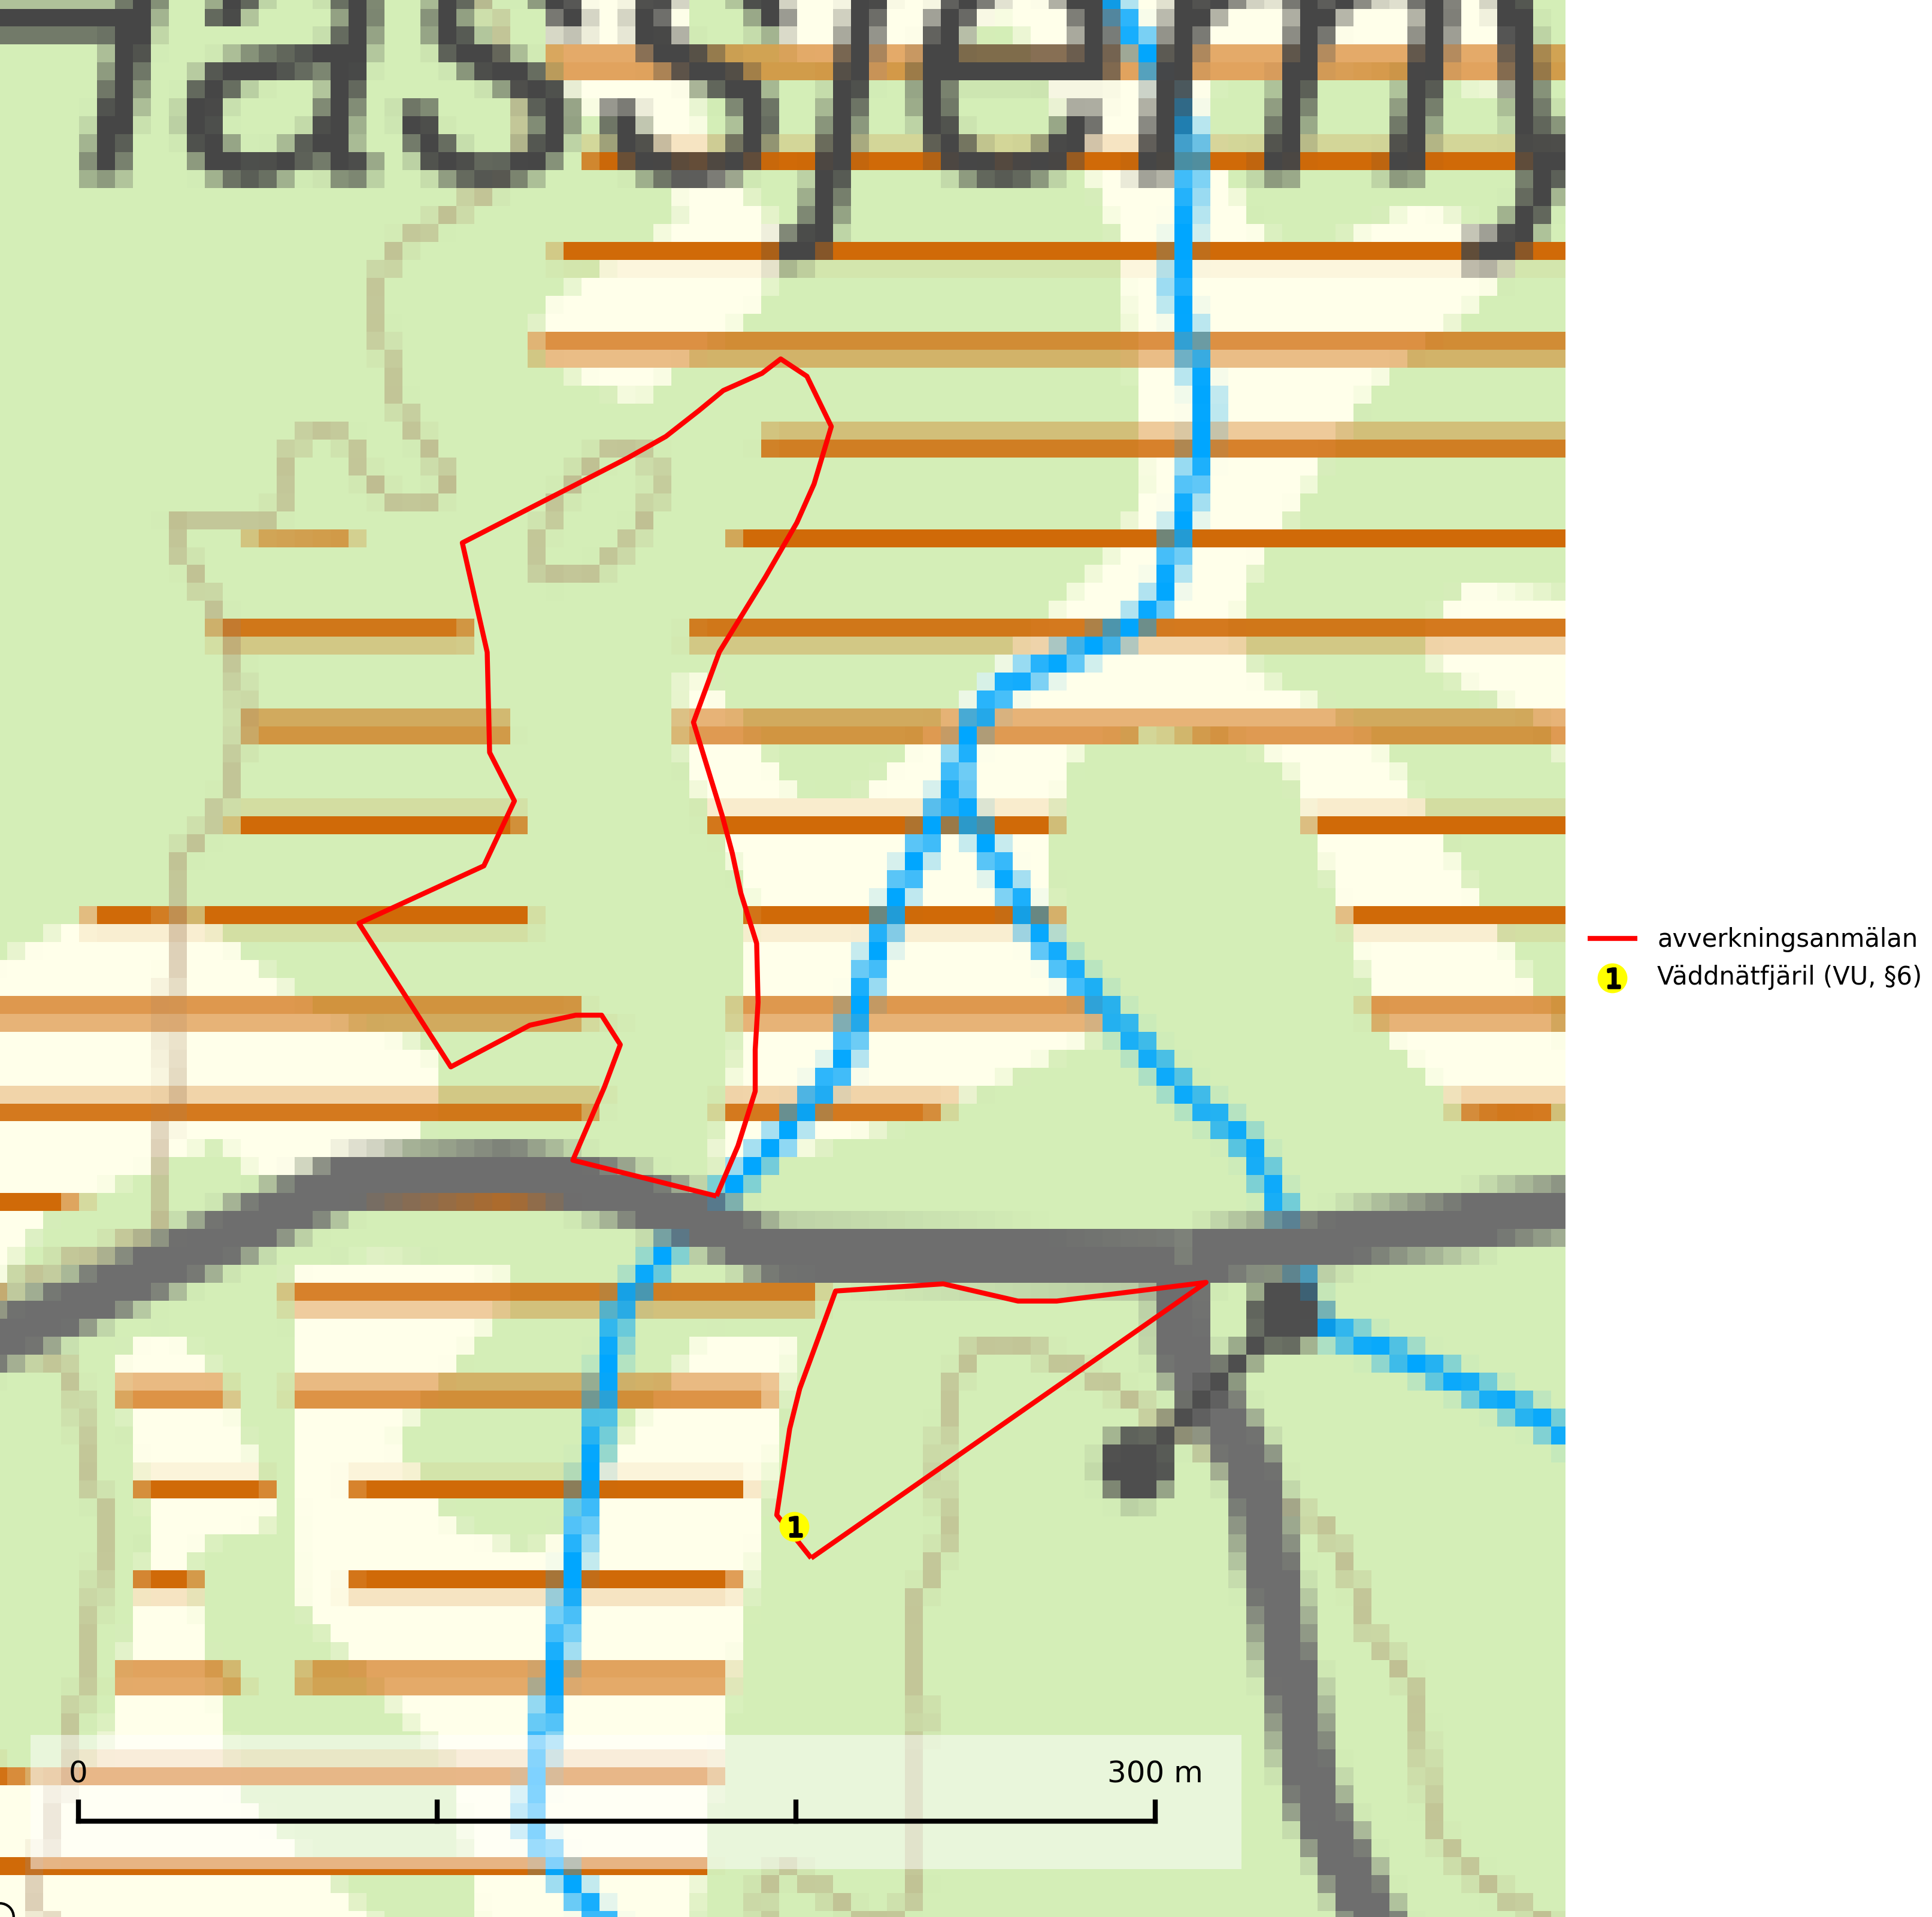 avverkningsanmälan
1 Väddnätfjäril (VU, §6)
1
0 300 m